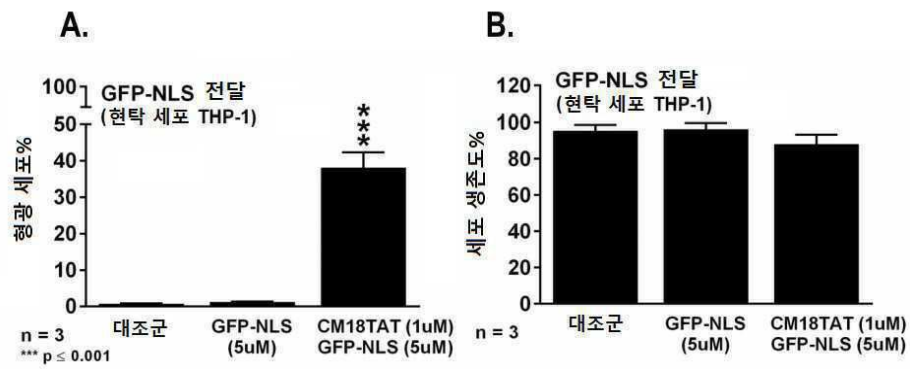 A.
GFP-NLS 전달
(현탁 세포 THP-1)
형광 세포%
100
50
40
30
20
10
0
***
대조군
GFP-NLS
(5uM)
CM18TAT (1uM)
GFP-NLS (5uM)
n = 3
*** p ≤ 0.001
B.
GFP-NLS 전달
(현탁 세포 THP-1)
세포 생존도%
120
100
80
60
40
20
0
대조군
GFP-NLS
(5uM)
CM18TAT (1uM)
GFP-NLS (5uM)
n = 3